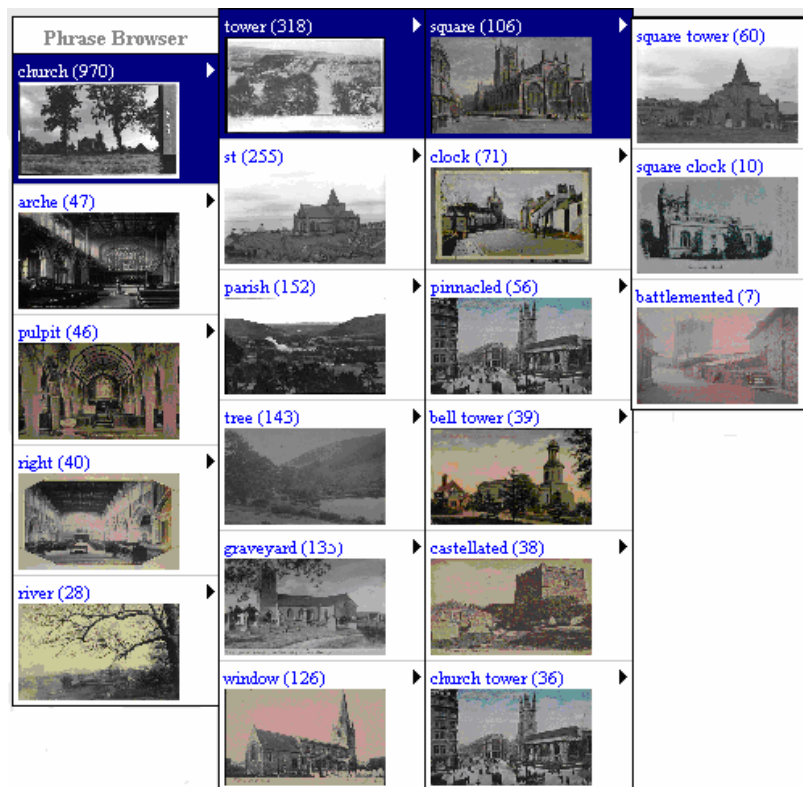 Phrase Browser
church (970)
arche (47)
pulpit (46)
right (40)
river (28)
tower (318)
st (255)
parish (152)
tree (143)
graveyard (135)
window (126)
square (106)
clock (71)
pinnacled (56)
bell tower (39)
castellated (38)
church tower (36)
square tower (60)
square clock (10)
battlemented (7)